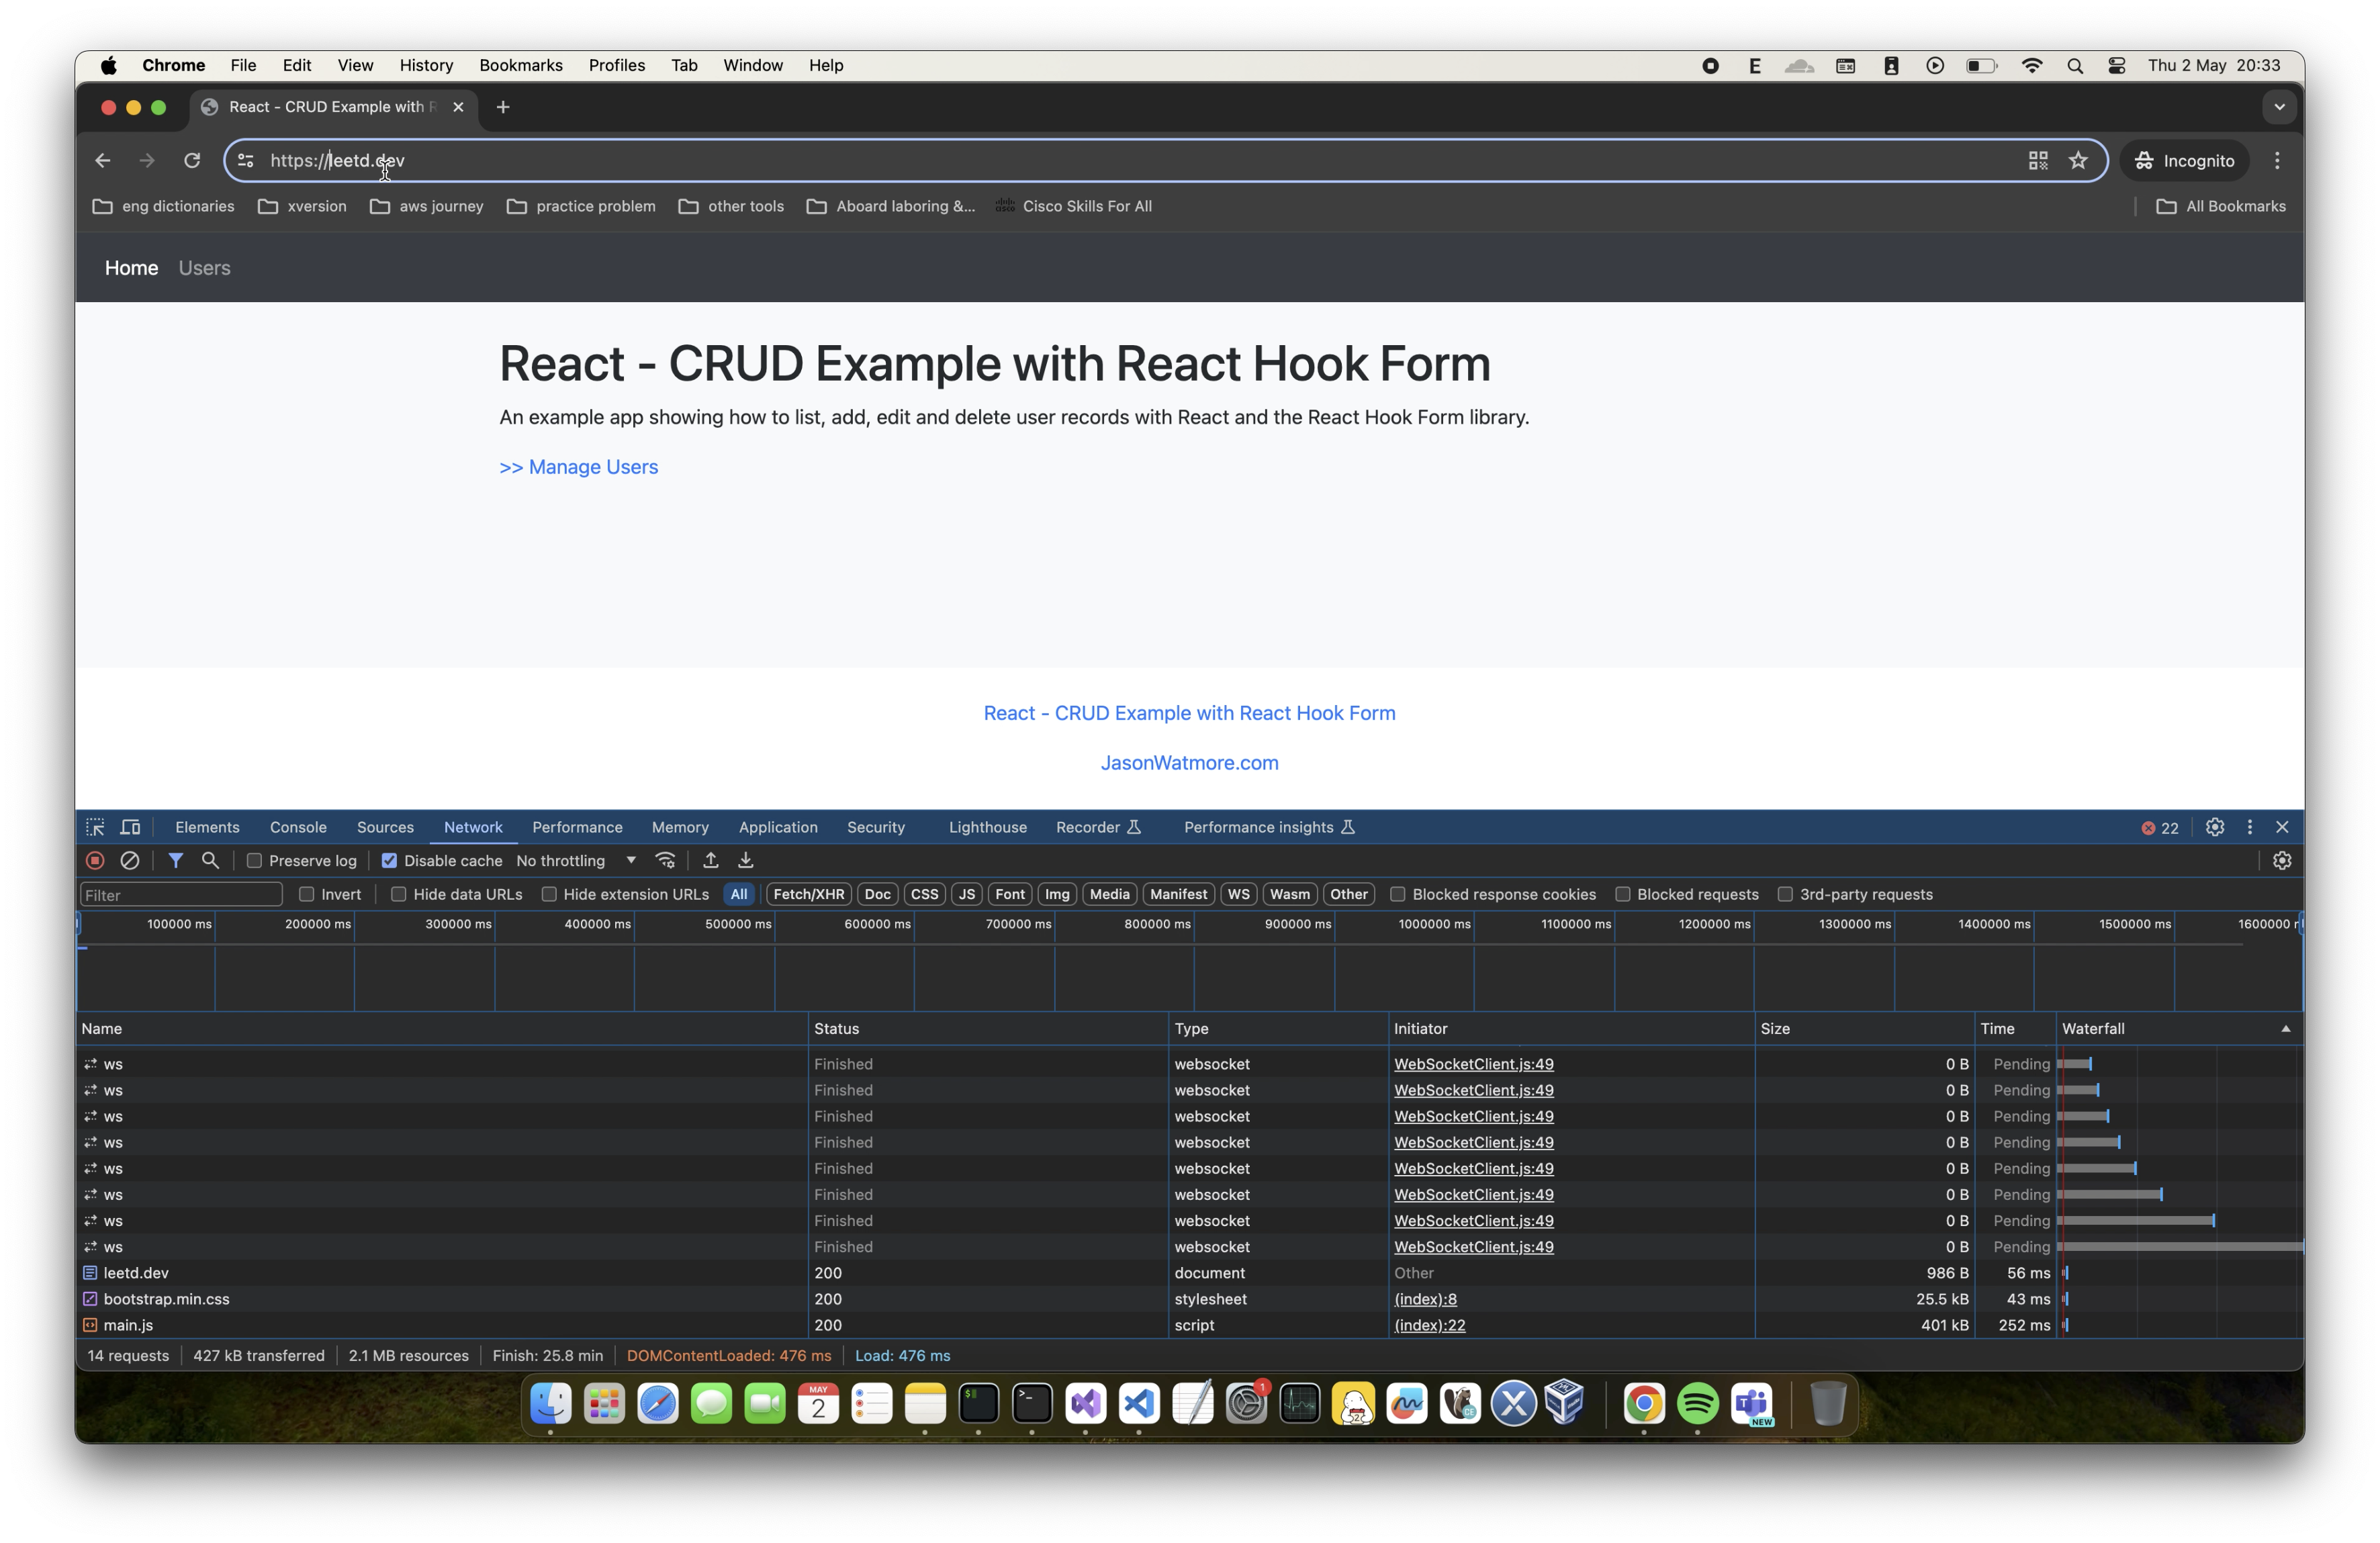 Chrome File Edit View History Bookmarks Profiles Tab Window Help E Thu 2 May 20:33
React - CRUD Example with R
https://leetd.dev Incognito
eng dictionaries xversion aws journey practice problem other tools Aboard laboring &... Cisco Skills For All All Bookmarks
Home Users
React - CRUD Example with React Hook Form
An example app showing how to list, add, edit and delete user records with React and the React Hook Form library.
>> Manage Users
React - CRUD Example with React Hook Form
JasonWatmore.com
Elements Console Sources Network Performance Memory Application Security Lighthouse Recorder Performance insights 22
Preserve log Disable cache No throttling
Filter Invert Hide data URLs Hide extension URLs All Fetch/XHR Doc CSS JS Font Img Media Manifest WS Wasm Other Blocked response cookies Blocked requests 3rd-party requests
100000 ms 200000 ms 300000 ms 400000 ms 500000 ms 600000 ms 700000 ms 800000 ms 900000 ms 1000000 ms 1100000 ms 1200000 ms 1300000 ms 1400000 ms 1500000 ms 1600000
Name Status Type Initiator Size Time Waterfall
ws Finished websocket WebSocketClient.js:49 0 B Pending
ws Finished websocket WebSocketClient.js:49 0 B Pending
ws Finished websocket WebSocketClient.js:49 0 B Pending
ws Finished websocket WebSocketClient.js:49 0 B Pending
ws Finished websocket WebSocketClient.js:49 0 B Pending
ws Finished websocket WebSocketClient.js:49 0 B Pending
ws Finished websocket WebSocketClient.js:49 0 B Pending
ws Finished websocket WebSocketClient.js:49 0 B Pending
leetd.dev 200 document Other 986 B 56 ms
bootstrap.min.css 200 stylesheet (index):8 25.5 kB 43 ms
main.js 200 script (index):22 401 kB 252 ms
14 requests 427 kB transferred 2.1 MB resources Finish: 25.8 min DOMContentLoaded: 476 ms Load: 476 ms
MAY
2
1
NEW